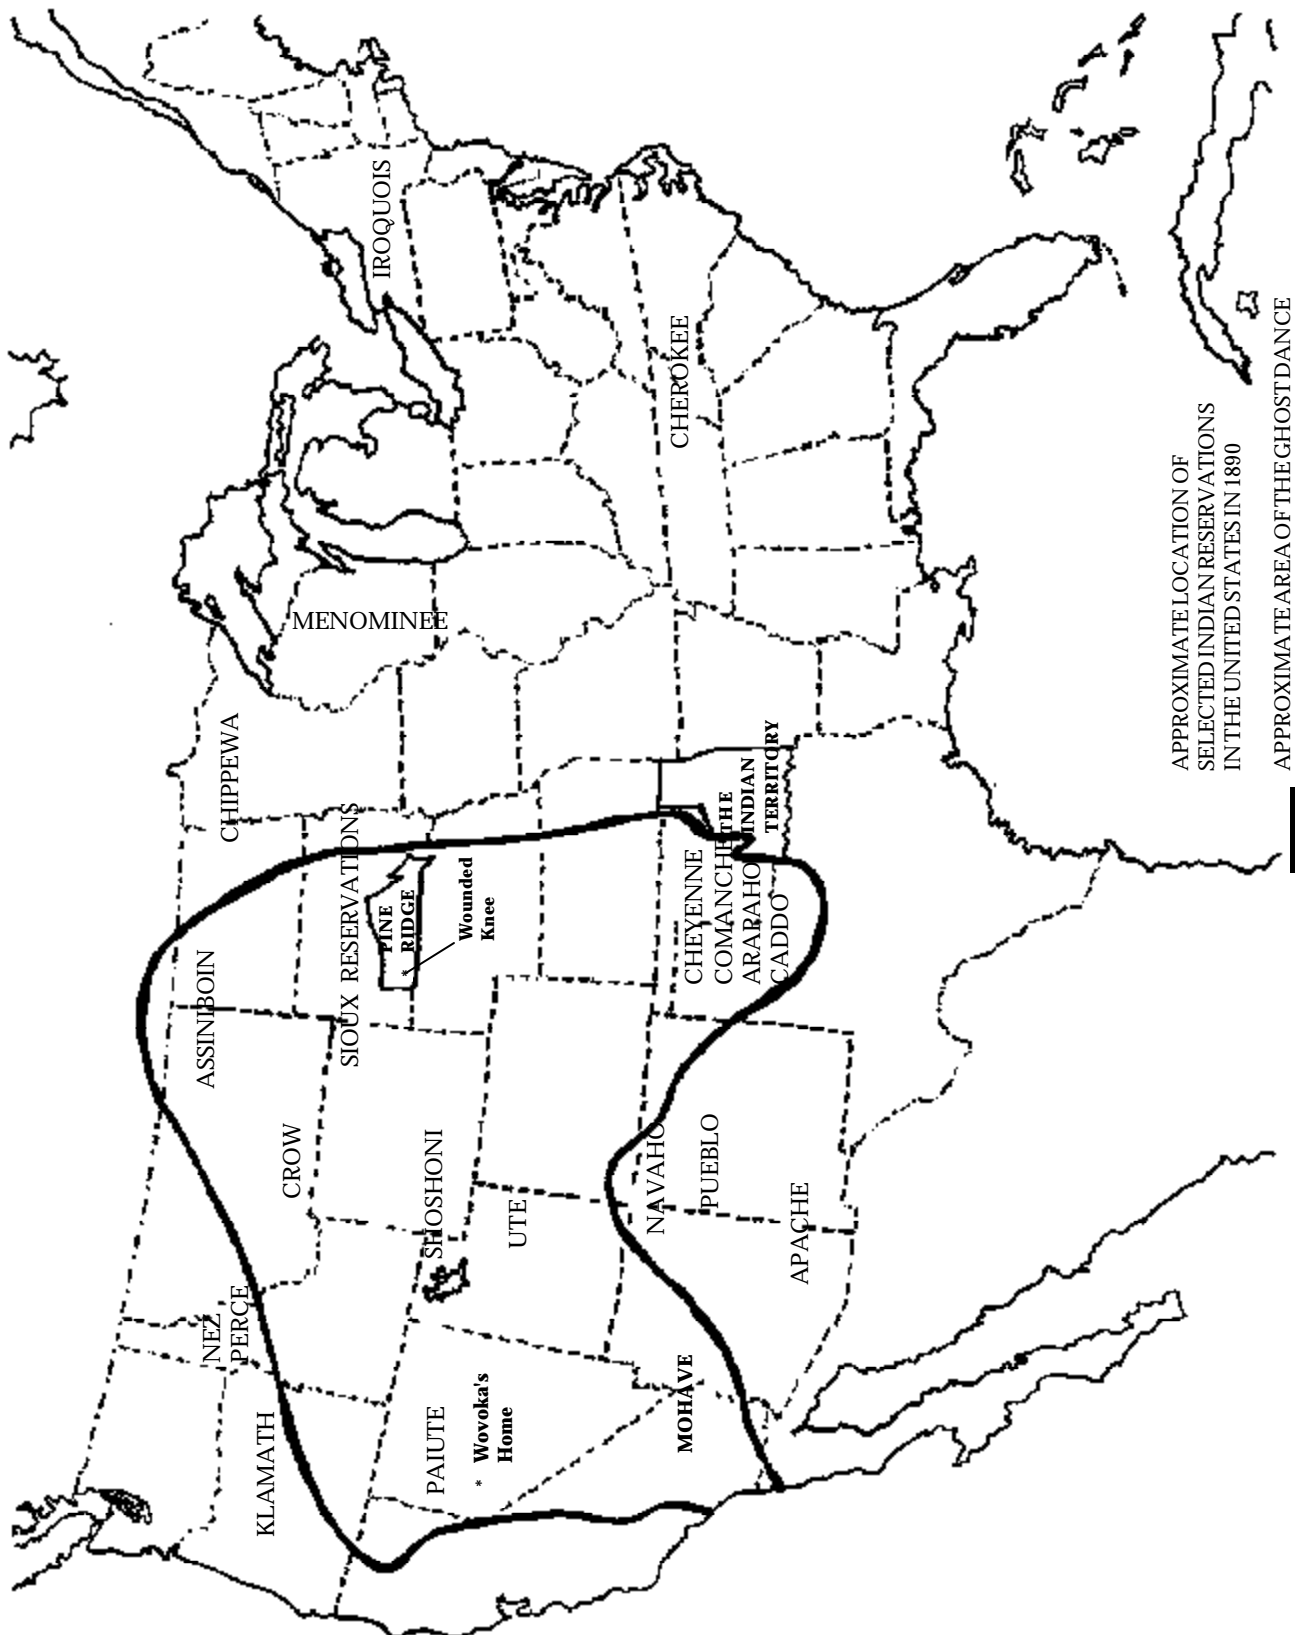 KLAMATH
NEZ
PERCE
CROW
ASSINIBOIN
CHIPPEWA
MENOMINEE
IROQUOIS
PAIUTE
* Wovoka's
Home
SHOSHONI
UTE
SIOUX RESERVATIONS
PINE
RIDGE
*
Wounded
Knee
CHEROKEE
MOHAVE
NAVAHO
PUEBLO
APACHE
CHEYENNE
COMANCHE
ARARAHO
CADDO
THE
INDIAN
TERRITORY
APPROXIMATE LOCATION OF
SELECTED INDIAN RESERVATIONS
IN THE UNITED STATES IN 1890
APPROXIMATE AREA OF THE GHOST DANCE